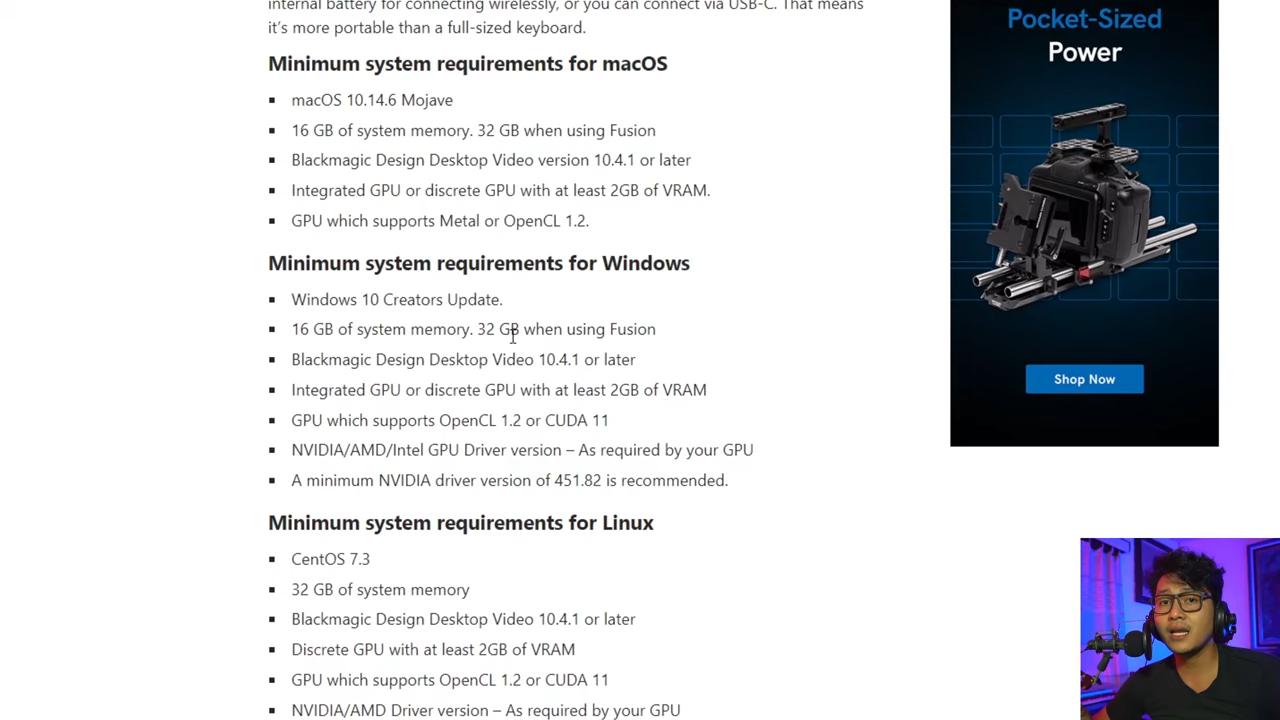 internal battery for connecting wirelessly, or you can connect via USB-C. That means
it's more portable than a full-sized keyboard.
Minimum system requirements for macOS
macOS 10.14.6 Mojave
16 GB of system memory. 32 GB when using Fusion
Blackmagic Design Desktop Video version 10.4.1 or later
Integrated GPU or discrete GPU with at least 2GB of VRAM.
GPU which supports Metal or OpenCL 1.2.
Minimum system requirements for Windows
Windows 10 Creators Update.
16 GB of system memory. 32 GB when using Fusion
Blackmagic Design Desktop Video 10.4.1 or later
Integrated GPU or discrete GPU with at least 2GB of VRAM
GPU which supports OpenCL 1.2 or CUDA 11
NVIDIA/AMD/Intel GPU Driver version – As required by your GPU
A minimum NVIDIA driver version of 451.82 is recommended.
Minimum system requirements for Linux
CentOS 7.3
32 GB of system memory
Blackmagic Design Desktop Video 10.4.1 or later
Discrete GPU with at least 2GB of VRAM
GPU which supports OpenCL 1.2 or CUDA 11
NVIDIA/AMD Driver version – As required by your GPU
Pocket-Sized
Power
Shop Now